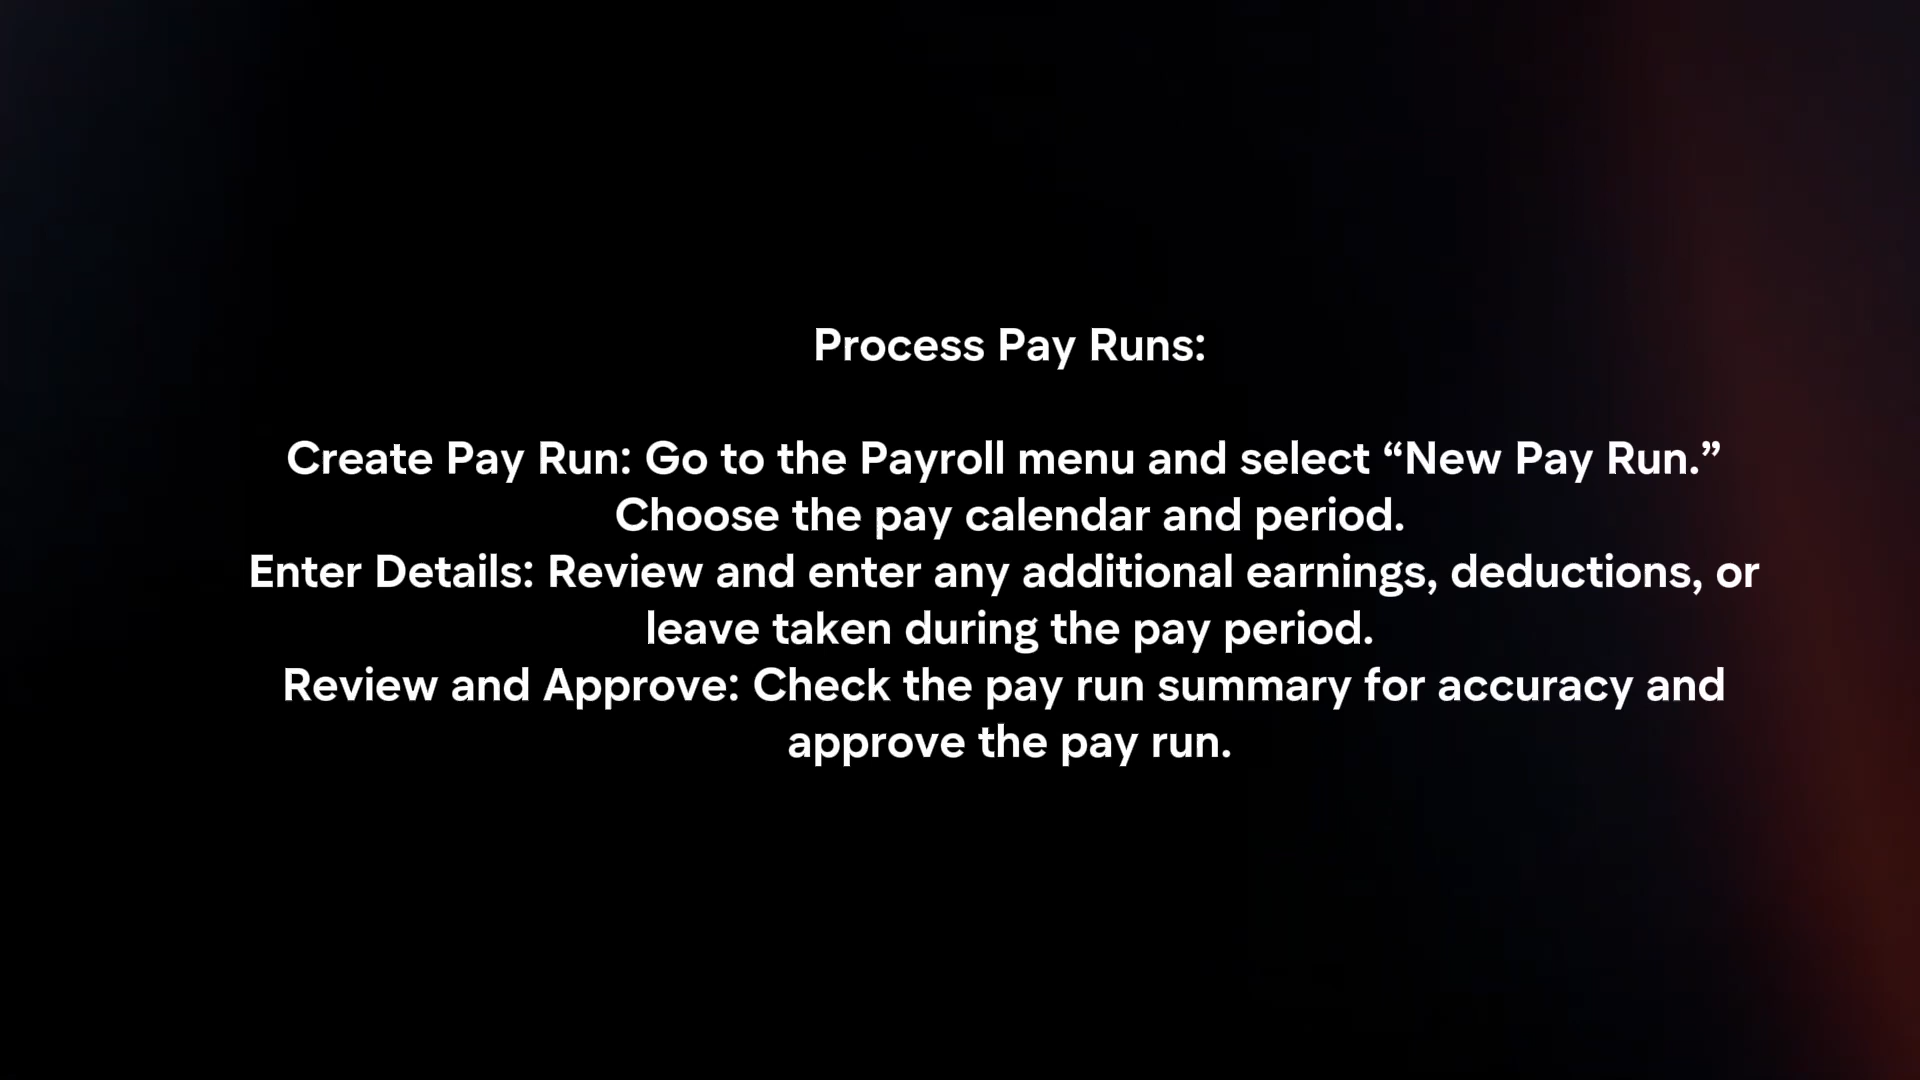 Process Pay Runs:
Create Pay Run: Go to the Payroll menu and select “New Pay Run.”
Choose the pay calendar and period.
Enter Details: Review and enter any additional earnings, deductions, or
leave taken during the pay period.
Review and Approve: Check the pay run summary for accuracy and
approve the pay run.